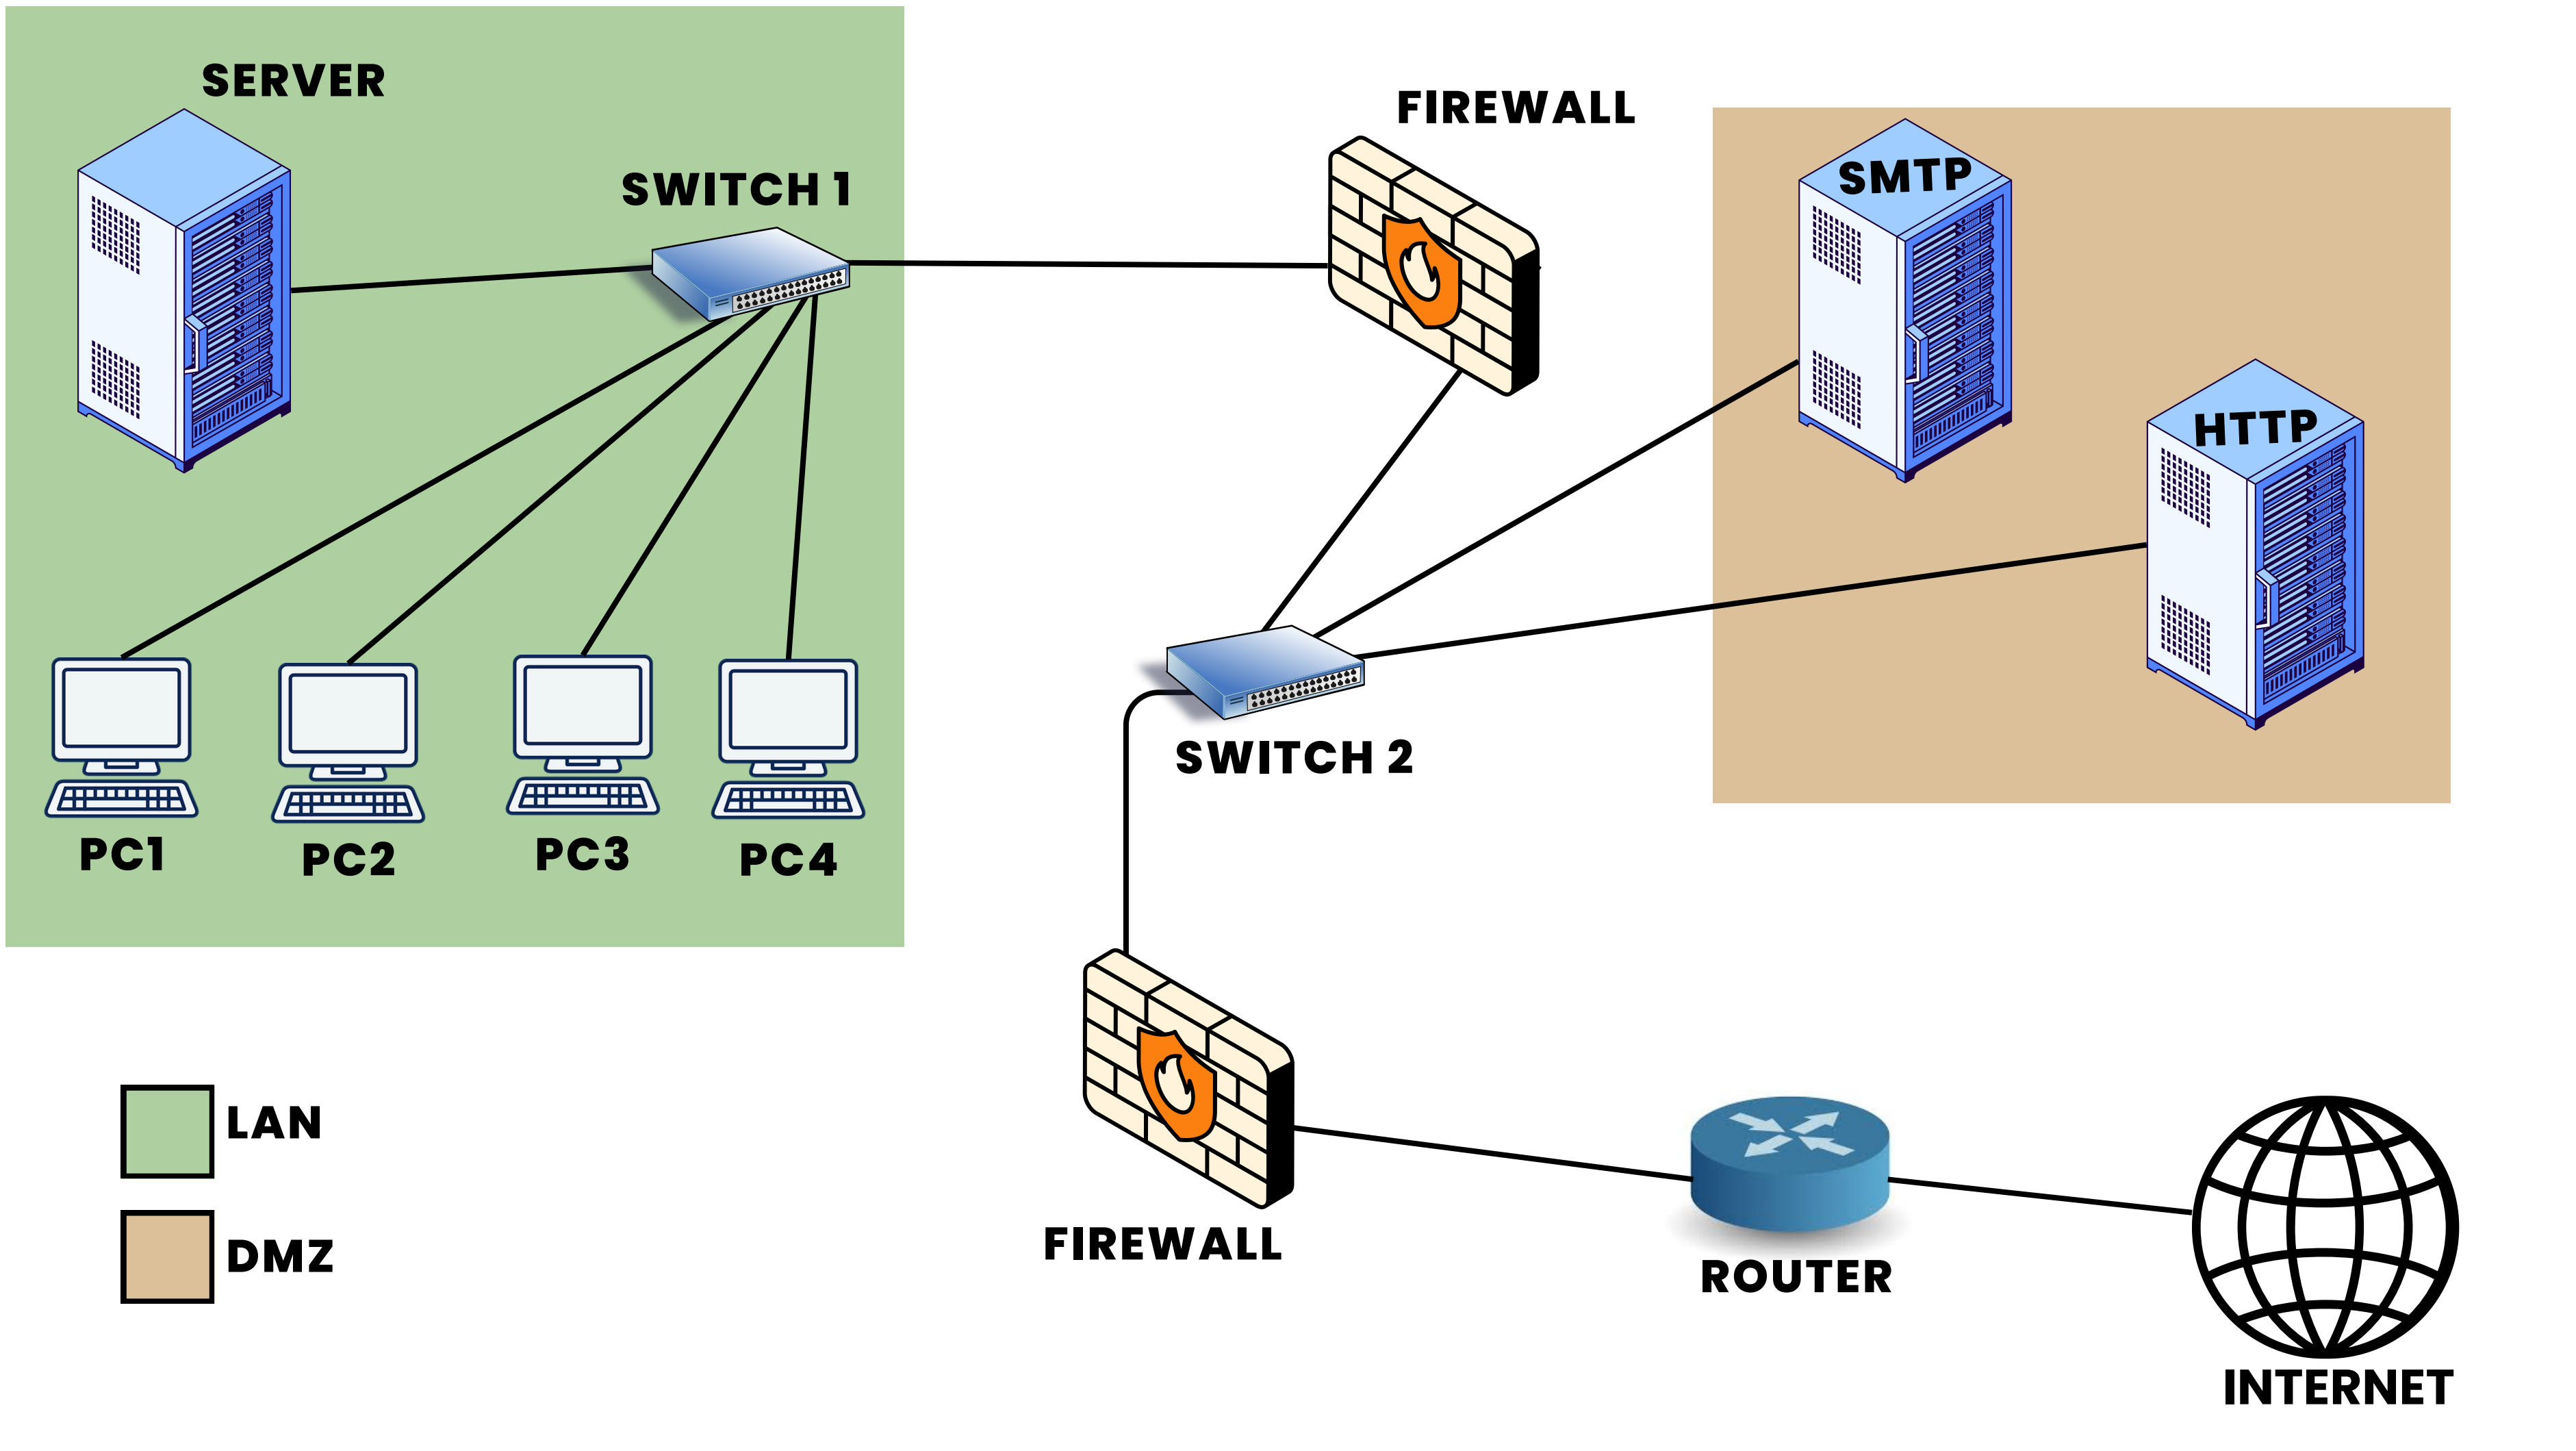 SERVER
SWITCH 1
FIREWALL
SMTP
HTTP
PC1
PC2
PC3
PC4
SWITCH 2
LAN
DMZ
FIREWALL
ROUTER
INTERNET